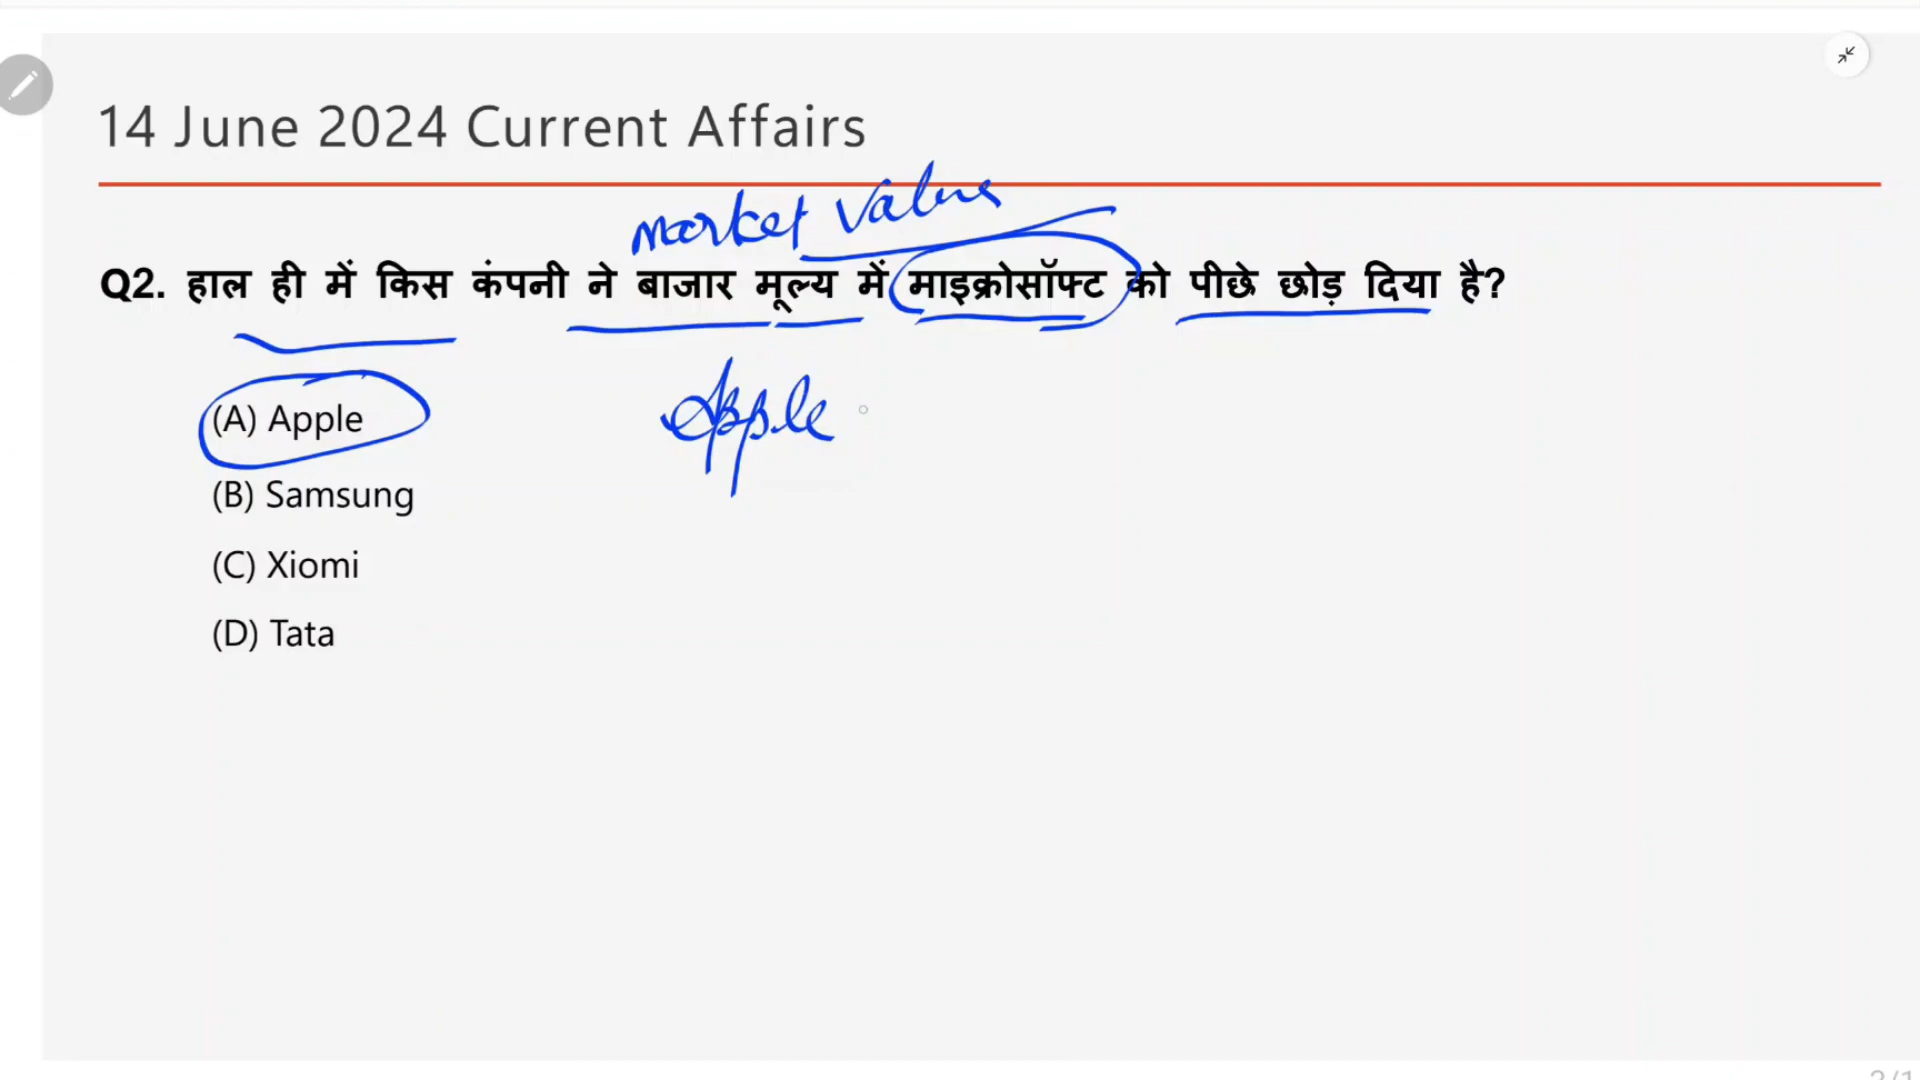 14 June 2024 Current Affairs
market value
Q2. हाल ही में किस कंपनी ने बाजार मूल्य में माइक्रोसॉफ्ट को पीछे छोड़ दिया है?
(A) Apple
Apple
(B) Samsung
(C) Xiomi
(D) Tata